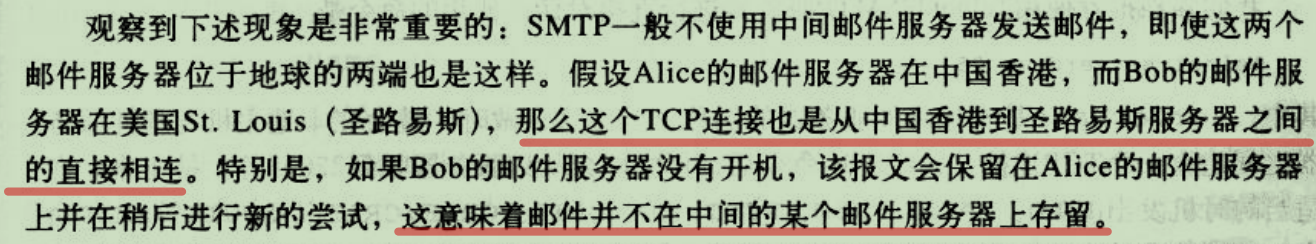 观察到下述现象是非常重要的：SMTP一般不使用中间邮件服务器发送邮件，即使这两个
邮件服务器位于地球的两端也是这样。假设Alice的邮件服务器在中国香港，而Bob的邮件服
务器在美国St. Louis（圣路易斯），那么这个TCP连接也是从中国香港到圣路易斯服务器之间
的直接相连。特别是，如果Bob的邮件服务器没有开机，该报文会保留在Alice的邮件服务器
上并在稍后进行新的尝试，这意味着邮件并不在中间的某个邮件服务器上存留。